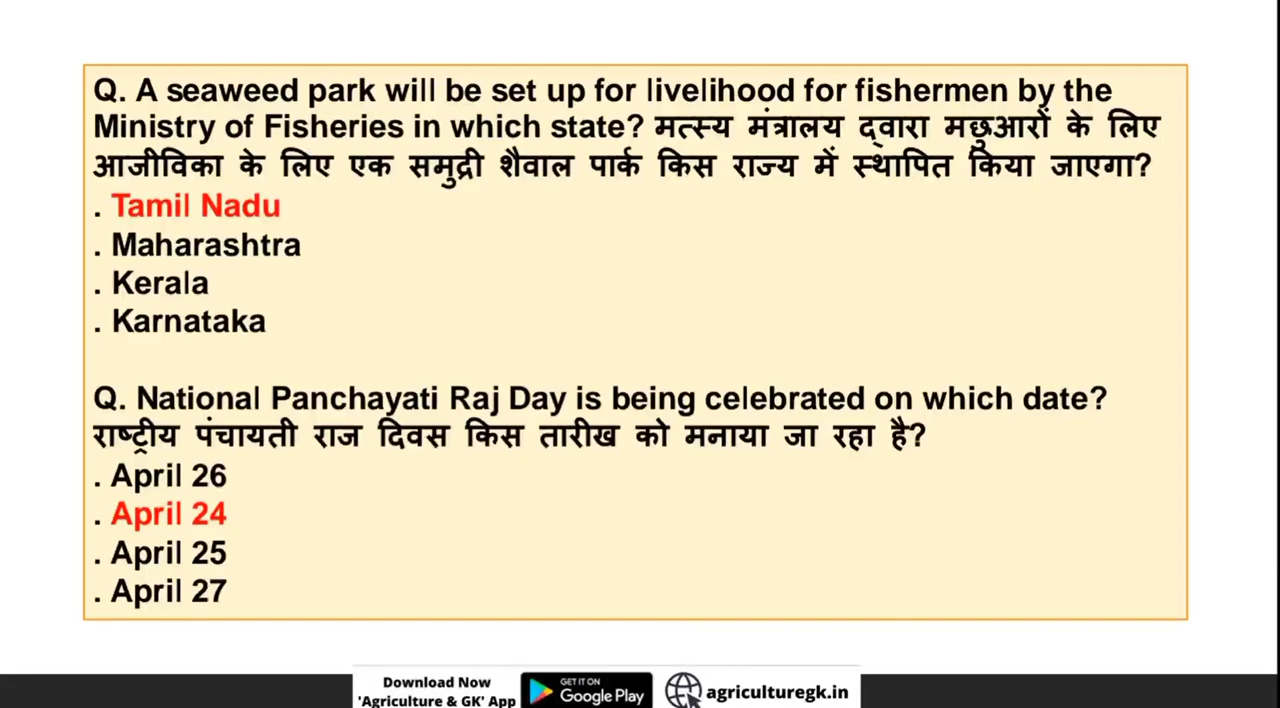 Q. A seaweed park will be set up for livelihood for fishermen by the
Ministry of Fisheries in which state? मत्स्य मंत्रालय द्वारा मछुआरों के लिए
आजीविका के लिए एक समुद्री शैवाल पार्क किस राज्य में स्थापित किया जाएगा?
. Tamil Nadu
. Maharashtra
. Kerala
. Karnataka
Q. National Panchayati Raj Day is being celebrated on which date?
राष्ट्रीय पंचायती राज दिवस किस तारीख को मनाया जा रहा है?
. April 26
. April 24
. April 25
. April 27
Download Now
'Agriculture & GK' App
GET IT ON
Google Play
agriculturegk.in